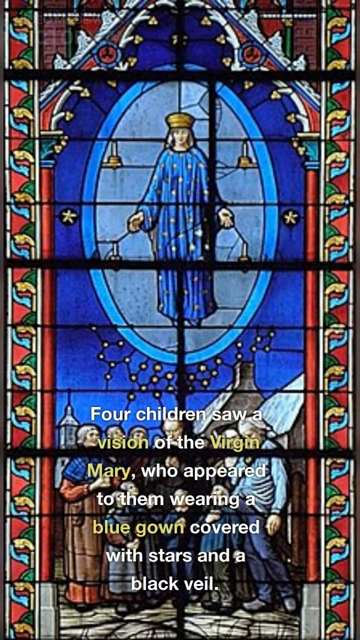 Four children saw a
vision of the Virgin
Mary, who appeared
to them wearing a
blue gown covered
with stars and a
black veil.